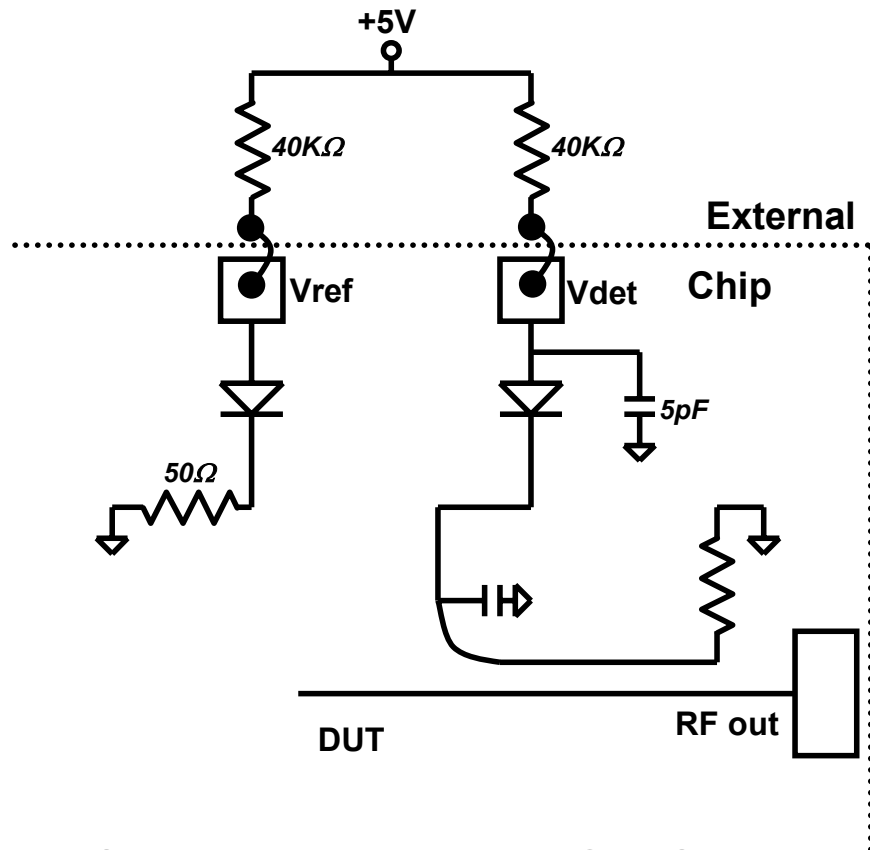 +5V
40KΩ
40KΩ
External
Vref
Vdet
Chip
5pF
50Ω
RF out
DUT